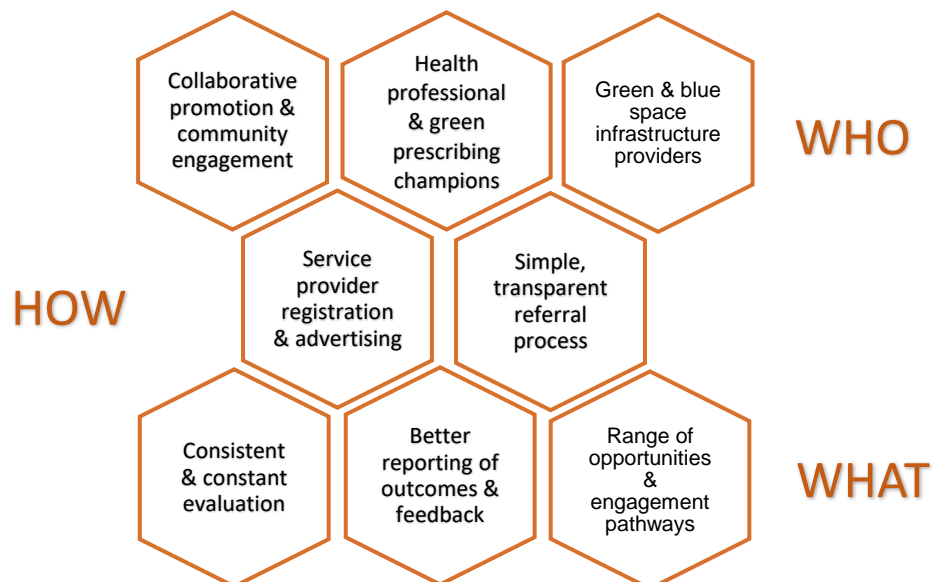 Collaborative
promotion &
community
engagement
Health
professional
& green
prescribing
champions
Green & blue
space
infrastructure
providers
WHO
HOW
Service
provider
registration
& advertising
Simple,
transparent
referral
process
Consistent
& constant
evaluation
Better
reporting of
outcomes &
feedback
Range of
opportunities
&
engagement
pathways
WHAT